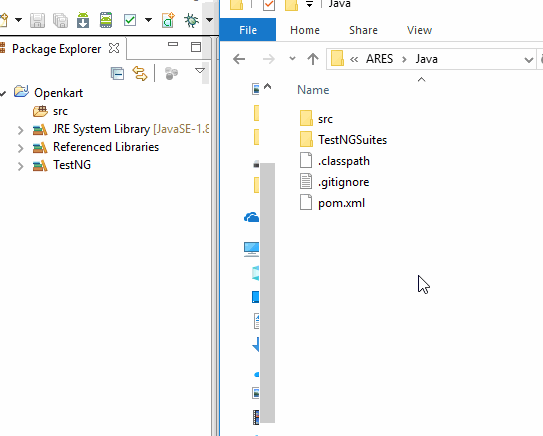 Package Explorer
Openkart
src
JRE System Library [JavaSE-1.8
Referenced Libraries
TestNG
Java
File
Home
Share
View
« ARES > Java
Name
src
TestNGSuites
.classpath
.gitignore
pom.xml